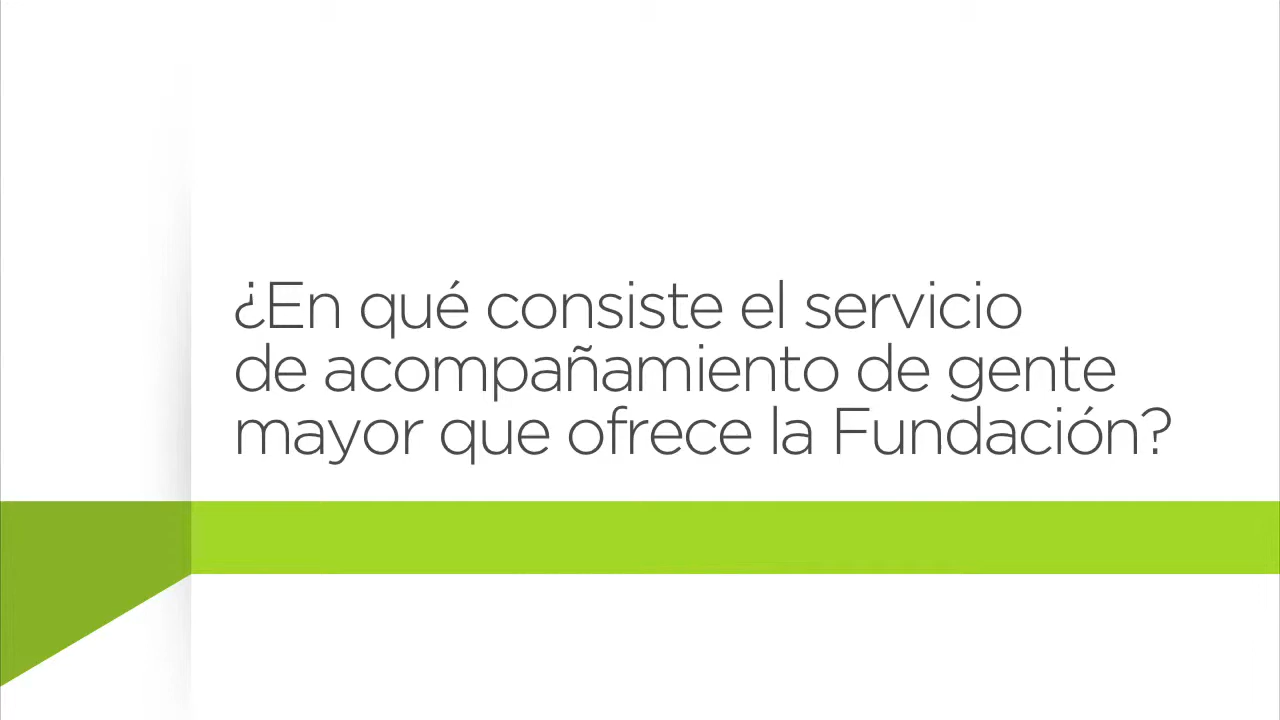 ¿En qué consiste el servicio
de acompañamiento de gente
mayor que ofrece la Fundación?